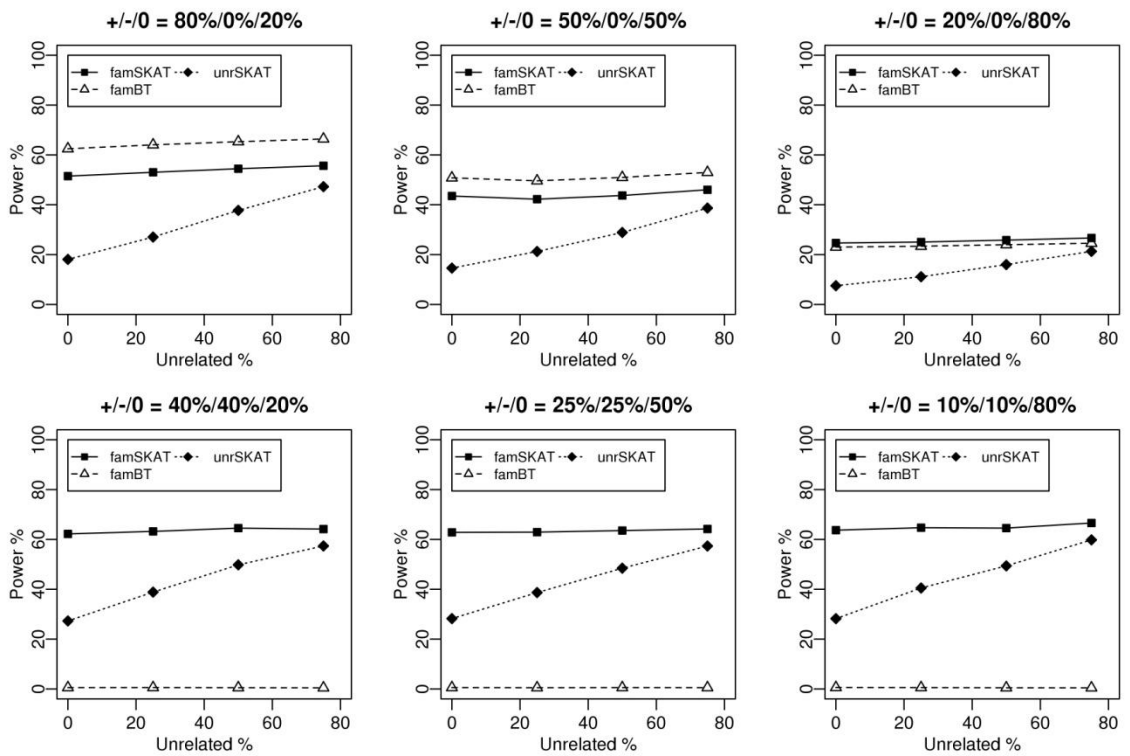 +/-/0 = 80%/0%/20%
famSKAT unrSKAT
famBT
Power %
0 20 40 60 80 100
0 20 40 60 80
Unrelated %
+/-/0 = 50%/0%/50%
famSKAT unrSKAT
famBT
Power %
0 20 40 60 80 100
0 20 40 60 80
Unrelated %
+/-/0 = 20%/0%/80%
famSKAT unrSKAT
famBT
Power %
0 20 40 60 80 100
0 20 40 60 80
Unrelated %
+/-/0 = 40%/40%/20%
famSKAT unrSKAT
famBT
Power %
0 20 40 60 80 100
0 20 40 60 80
Unrelated %
+/-/0 = 25%/25%/50%
famSKAT unrSKAT
famBT
Power %
0 20 40 60 80 100
0 20 40 60 80
Unrelated %
+/-/0 = 10%/10%/80%
famSKAT unrSKAT
famBT
Power %
0 20 40 60 80 100
0 20 40 60 80
Unrelated %